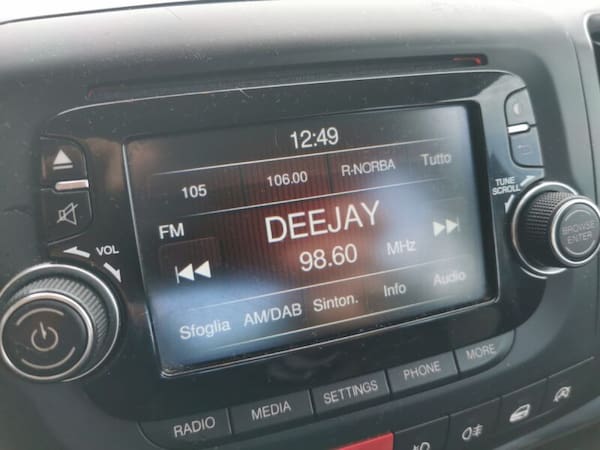 12:49
105 106.00 R-NORBA Tutto
FM
DEEJAY
98.60 MHz
Sfoglia AM/DAB Sinton. Info Audio
VOL
TUNE
SCROLL
BROWSE
ENTER
RADIO MEDIA SETTINGS PHONE MORE